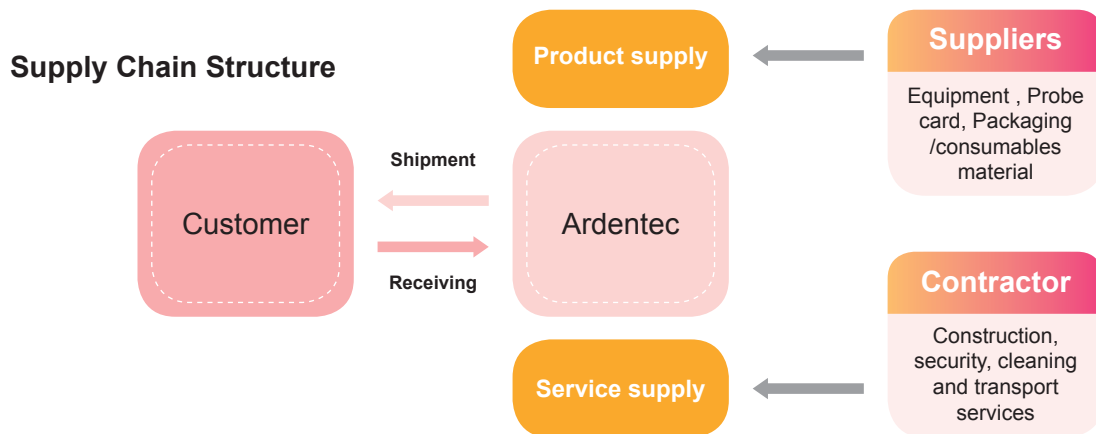 Supply Chain Structure
Product supply
Suppliers
Equipment , Probe
card, Packaging
/consumables
material
Customer
Shipment
Receiving
Ardentec
Service supply
Contractor
Construction,
security, cleaning
and transport
services